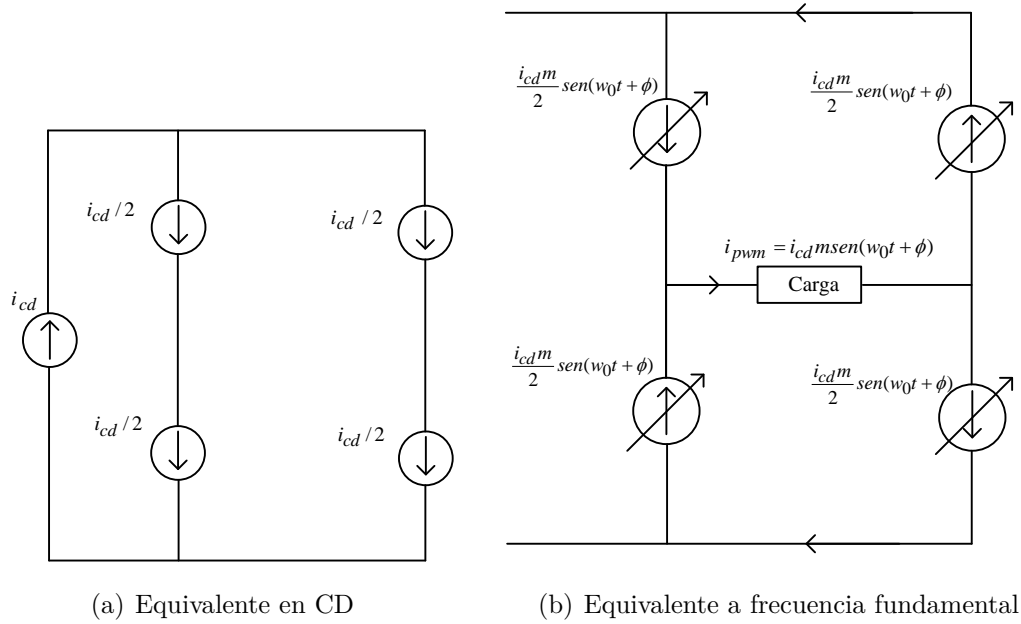 i_cd / 2
i_cd / 2
i_cd
i_cd / 2
i_cd / 2
(a) Equivalente en CD
i_cd m / 2 sen(w_0 t + ϕ)
i_cd m / 2 sen(w_0 t + ϕ)
i_pwm = i_cd m sen(w_0 t + ϕ)
Carga
i_cd m / 2 sen(w_0 t + ϕ)
i_cd m / 2 sen(w_0 t + ϕ)
(b) Equivalente a frecuencia fundamental